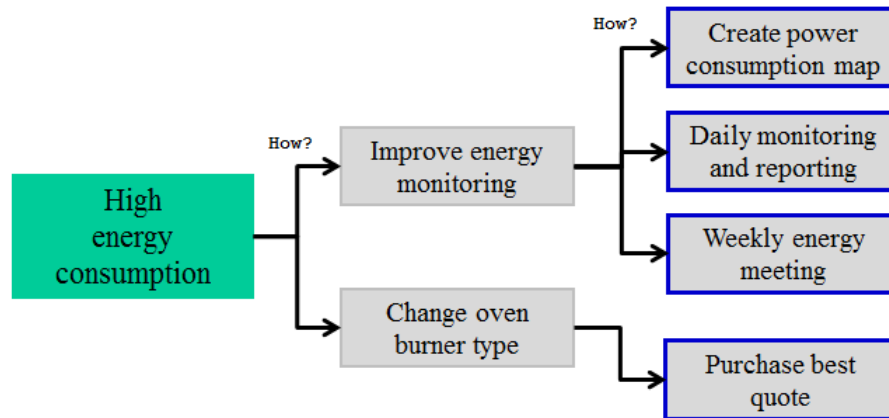 How?
Create power
consumption map
How?
Improve energy
monitoring
Daily monitoring
and reporting
High
energy
consumption
Weekly energy
meeting
Change oven
burner type
Purchase best
quote